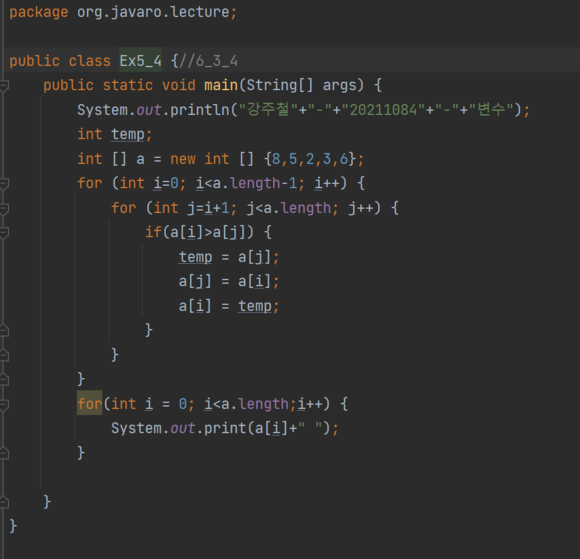 package org.javaro.lecture;
public class Ex5_4 {//6_3_4
public static void main(String[] args) {
System.out.println("강주철"+"-"+"20211084"+"-"+"변수");
int temp;
int [] a = new int [] {8,5,2,3,6};
for (int i=0; i<a.length-1; i++) {
for (int j=i+1; j<a.length; j++) {
if(a[i]>a[j]) {
temp = a[j];
a[j] = a[i];
a[i] = temp;
}
}
}
for(int i = 0; i<a.length;i++) {
System.out.print(a[i]+" ");
}
}
}